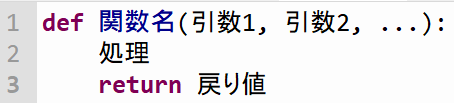 1 def 関数名(引数1, 引数2, ...):
2     処理
3     return 戻り値